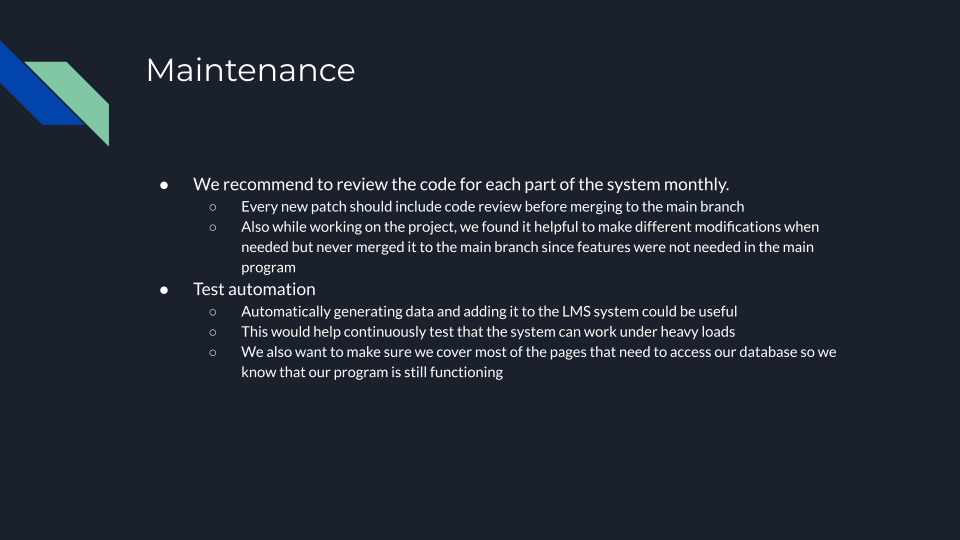 Maintenance
● We recommend to review the code for each part of the system monthly.
○ Every new patch should include code review before merging to the main branch
○ Also while working on the project, we found it helpful to make different modifications when
needed but never merged it to the main branch since features were not needed in the main
program
● Test automation
○ Automatically generating data and adding it to the LMS system could be useful
○ This would help continuously test that the system can work under heavy loads
○ We also want to make sure we cover most of the pages that need to access our database so we
know that our program is still functioning